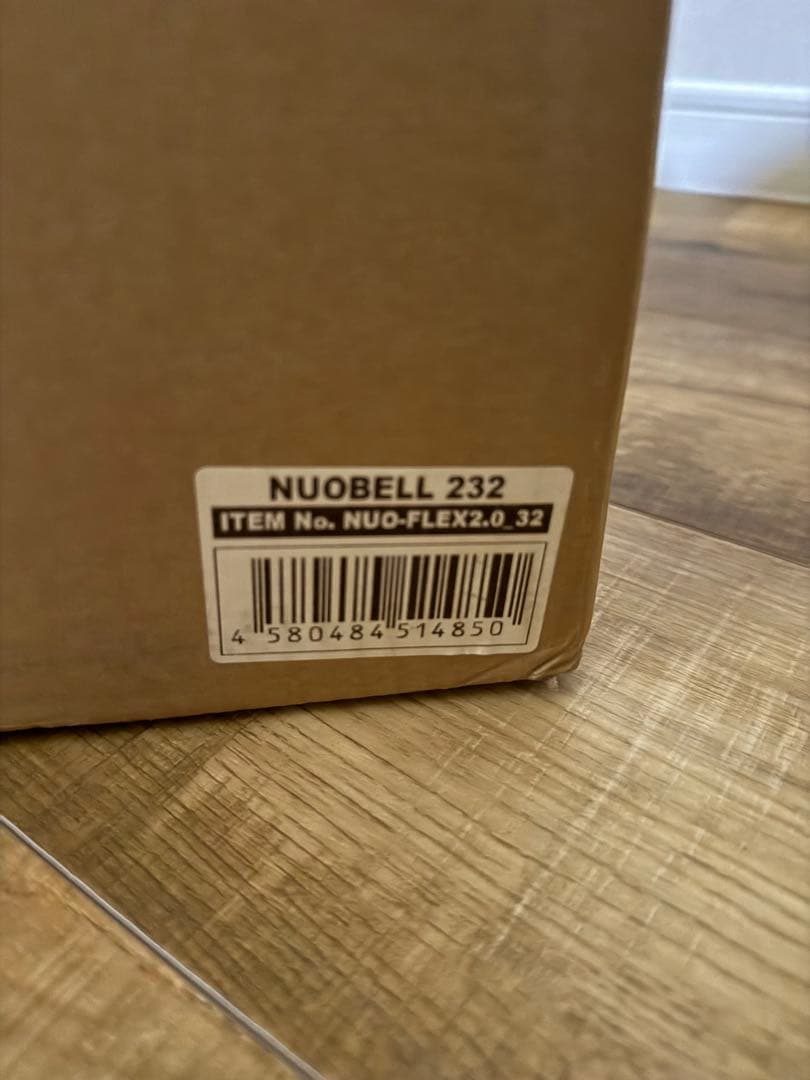 NUOBELL 232
ITEM No. NUO-FLEX2.0_32
4 580484 514850